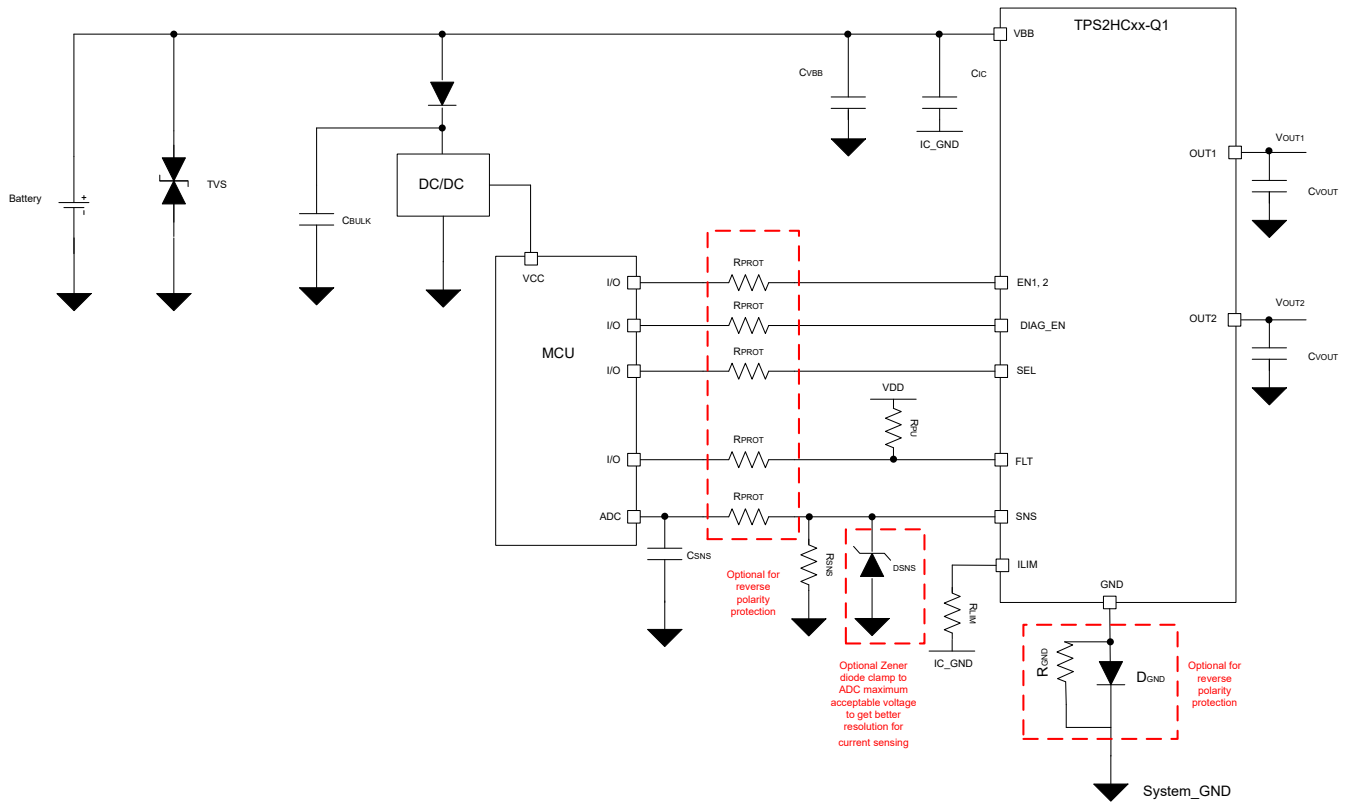 TPS2HCxx-Q1
VBB
CVBB
CIC
IC_GND
OUT1
VOUT1
CVOUT
Battery
+
-
TVS
DC/DC
CBULK
VCC
MCU
I/O
RPROT
EN1, 2
I/O
RPROT
DIAG_EN
OUT2
VOUT2
CVOUT
I/O
RPROT
SEL
VDD
RPU
I/O
RPROT
FLT
ADC
RPROT
SNS
CSNS
RSNS
DSNS
ILIM
RLIM
IC_GND
GND
Optional for
reverse
polarity
protection
Optional Zener
diode clamp to
ADC maximum
acceptable voltage
to get better
resolution for
current sensing
RGND
DGND
Optional for
reverse
polarity
protection
System_GND